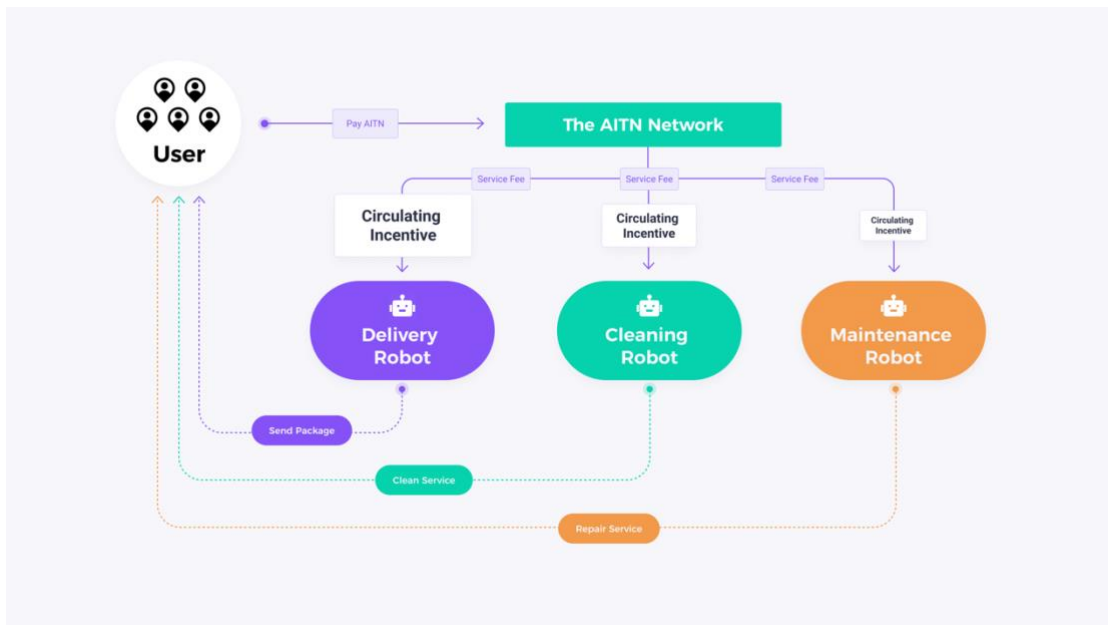 User
Pay AITN
The AITN Network
Service Fee
Service Fee
Service Fee
Circulating
Incentive
Circulating
Incentive
Circulating
Incentive
Delivery
Robot
Cleaning
Robot
Maintenance
Robot
Send Package
Clean Service
Repair Service